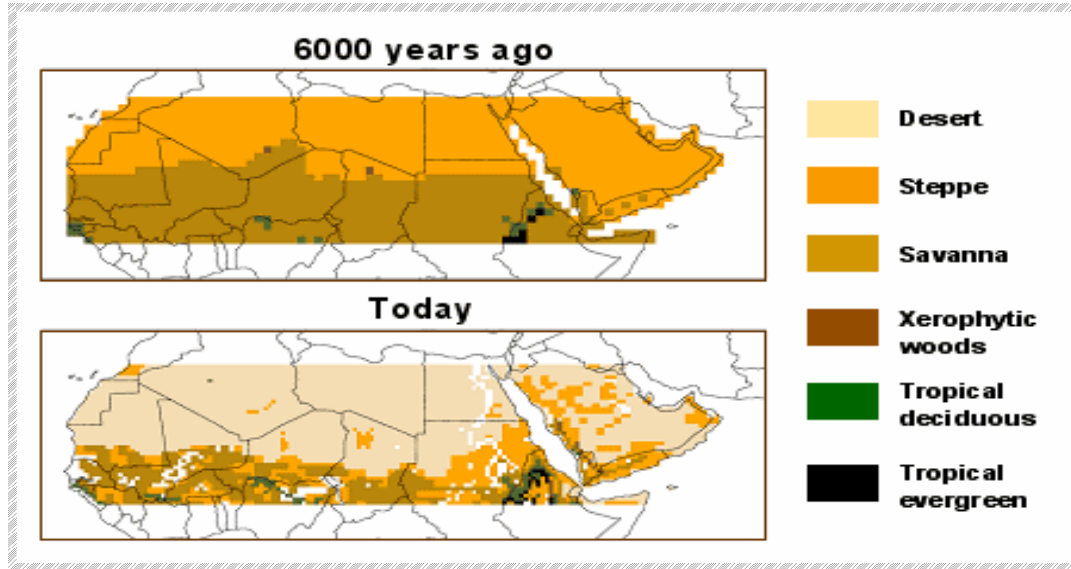 6000 years ago
Today
Desert
Steppe
Savanna
Xerophytic
woods
Tropical
deciduous
Tropical
evergreen